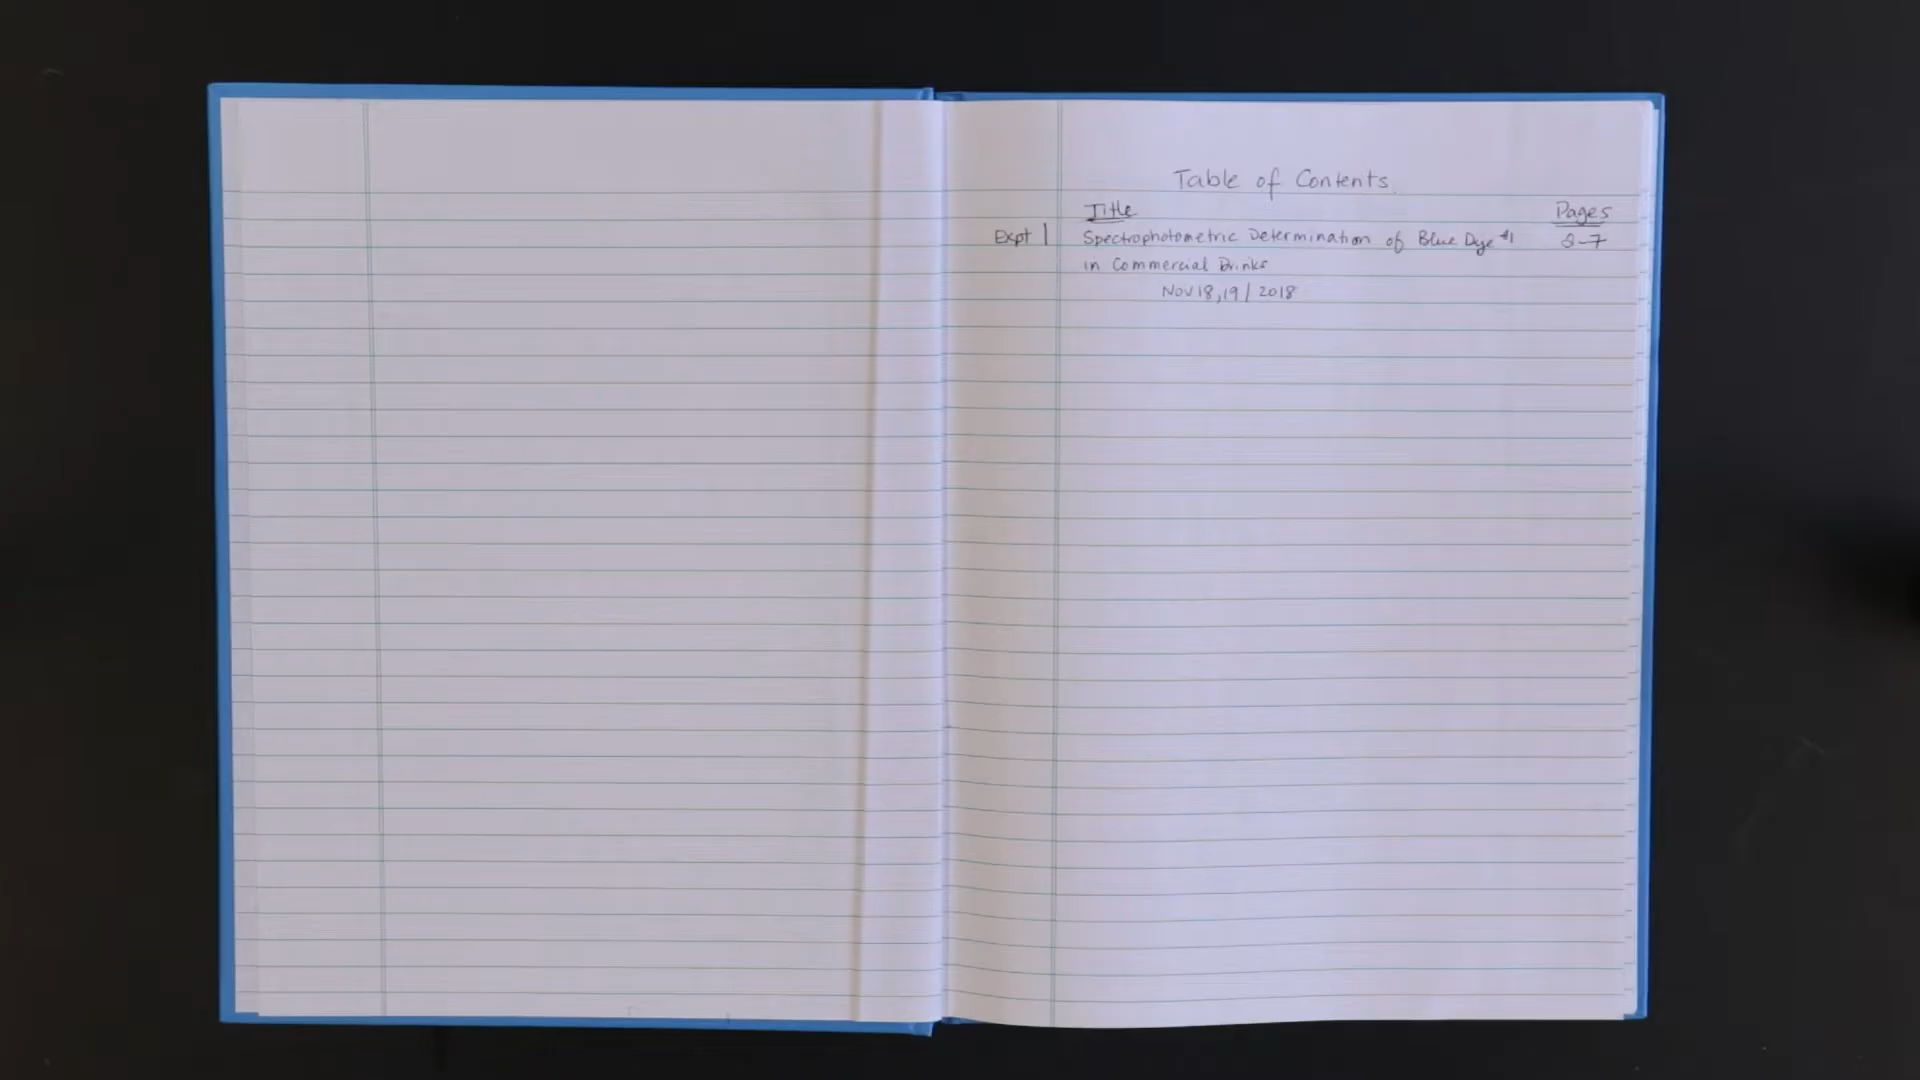 Table of Contents
Title Pages
Expt 1 Spectrophotometric Determination of Blue Dye #1 2-7
in Commercial Drinks
Nov 18, 19 / 2018